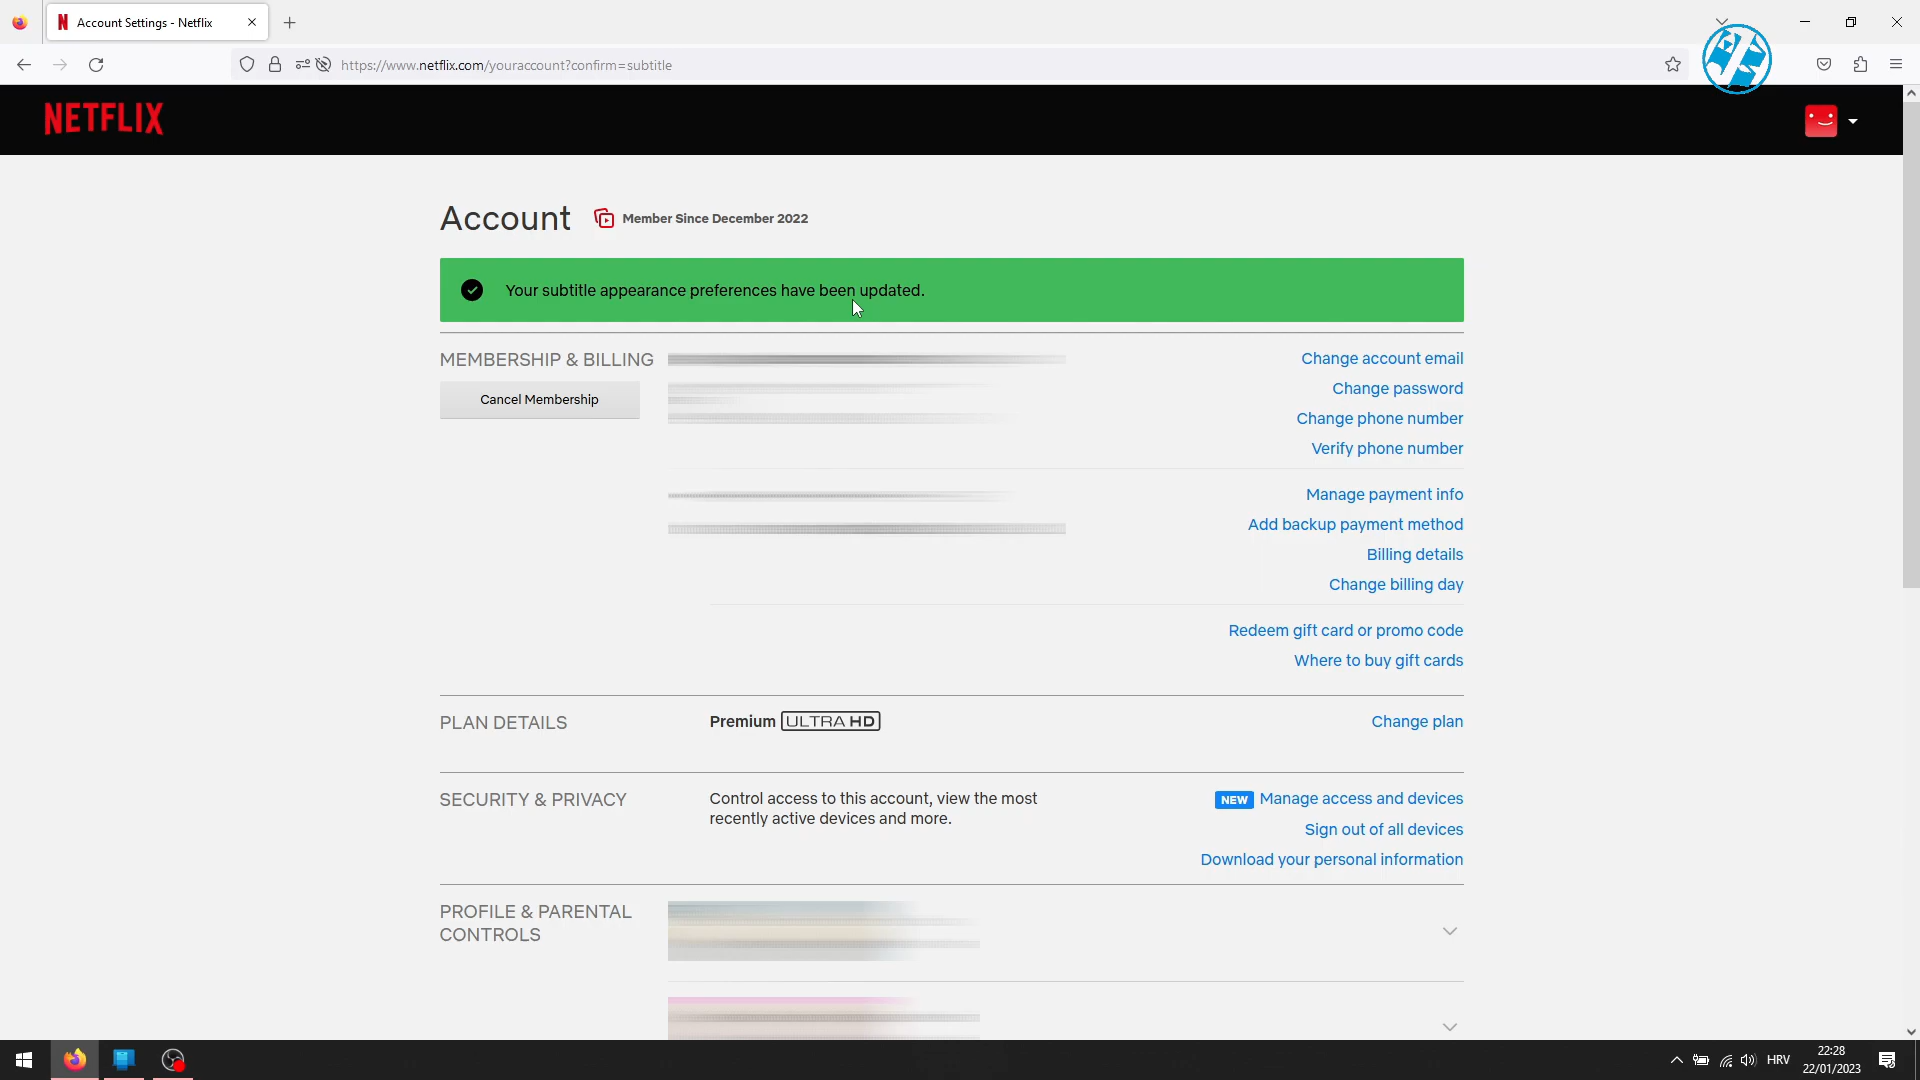 Account Settings - Netflix
https://www.netflix.com/youraccount?confirm=subtitle
NETFLIX
Account
Member Since December 2022
Your subtitle appearance preferences have been updated.
MEMBERSHIP & BILLING
Cancel Membership
Change account email
Change password
Change phone number
Verify phone number
Manage payment info
Add backup payment method
Billing details
Change billing day
Redeem gift card or promo code
Where to buy gift cards
PLAN DETAILS
Premium ULTRA HD
Change plan
SECURITY & PRIVACY
Control access to this account, view the most
recently active devices and more.
NEW Manage access and devices
Sign out of all devices
Download your personal information
PROFILE & PARENTAL
CONTROLS
HRV
22:28
22/01/2023